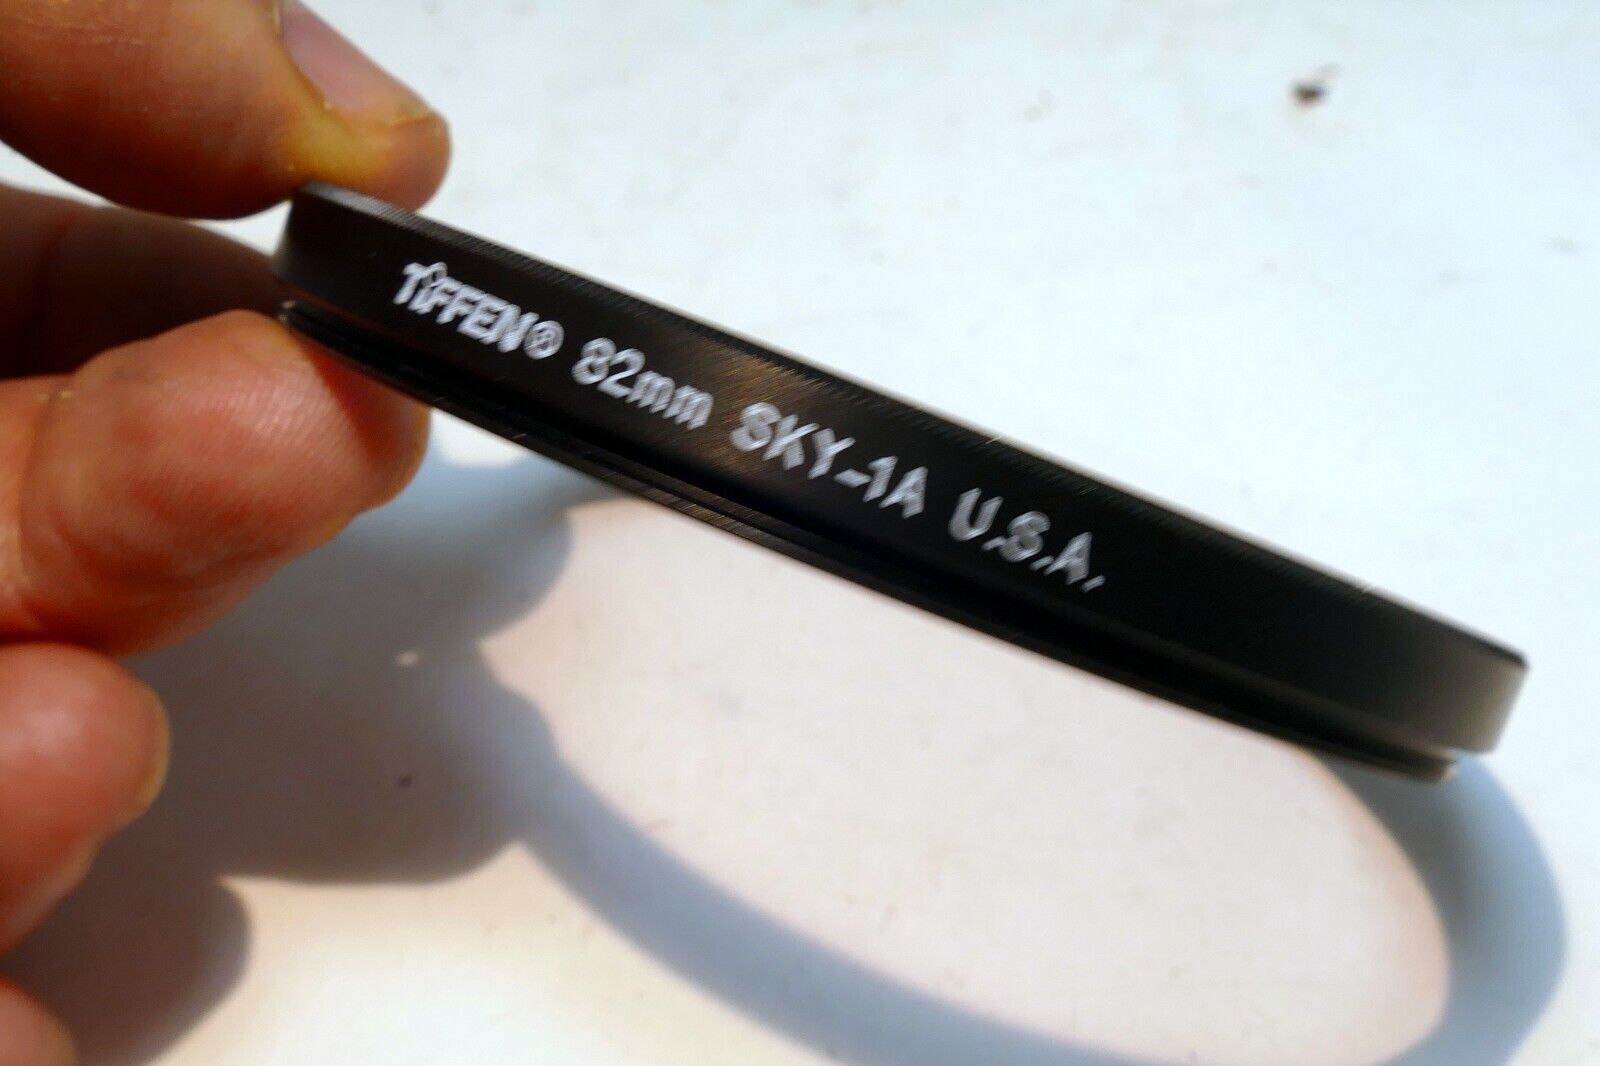 TIFFEN® 82mm SKY-1A U.S.A.